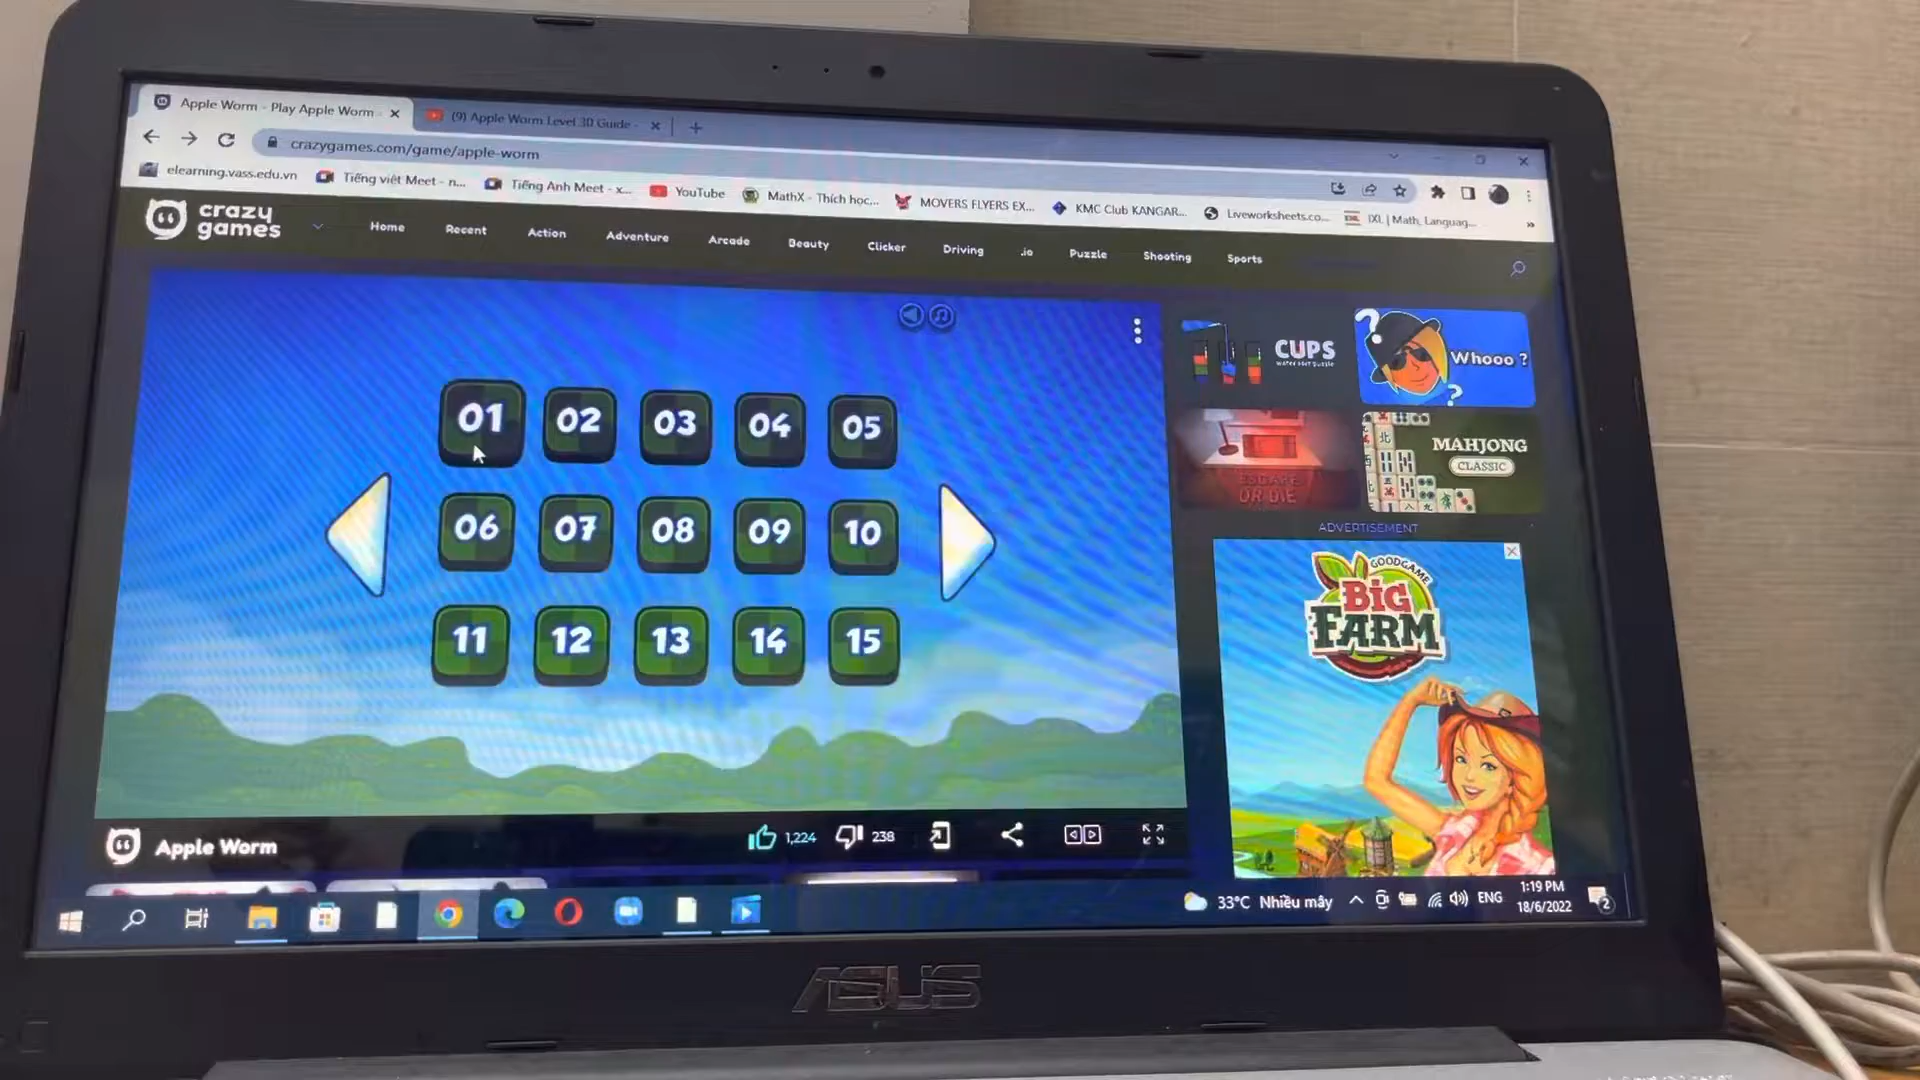 Apple Worm - Play Apple Worm -
(9) Apple Worm Level 30 Guide -
crazygames.com/game/apple-worm
elearning.vass.edu.vn
Tiếng việt Meet - n...
Tiếng Anh Meet - x...
YouTube
MathX - Thích học,...
MOVERS FLYERS EX...
KMC Club KANGAR...
Liveworksheets.co...
IXL | Math, Languag...
crazy
games
Home
Recent
Action
Adventure
Arcade
Beauty
Clicker
Driving
.io
Puzzle
Shooting
Sports
01 02 03 04 05
06 07 08 09 10
11 12 13 14 15
CUPS
WATER SORT PUZZLE
Whooo ?
ESCAPE
OR DIE
MAHJONG
CLASSIC
ADVERTISEMENT
GOODGAME
BIG
FARM
Apple Worm
1,224
238
33°C Nhiều mây
ENG
1:19 PM
18/6/2022
2
ASUS